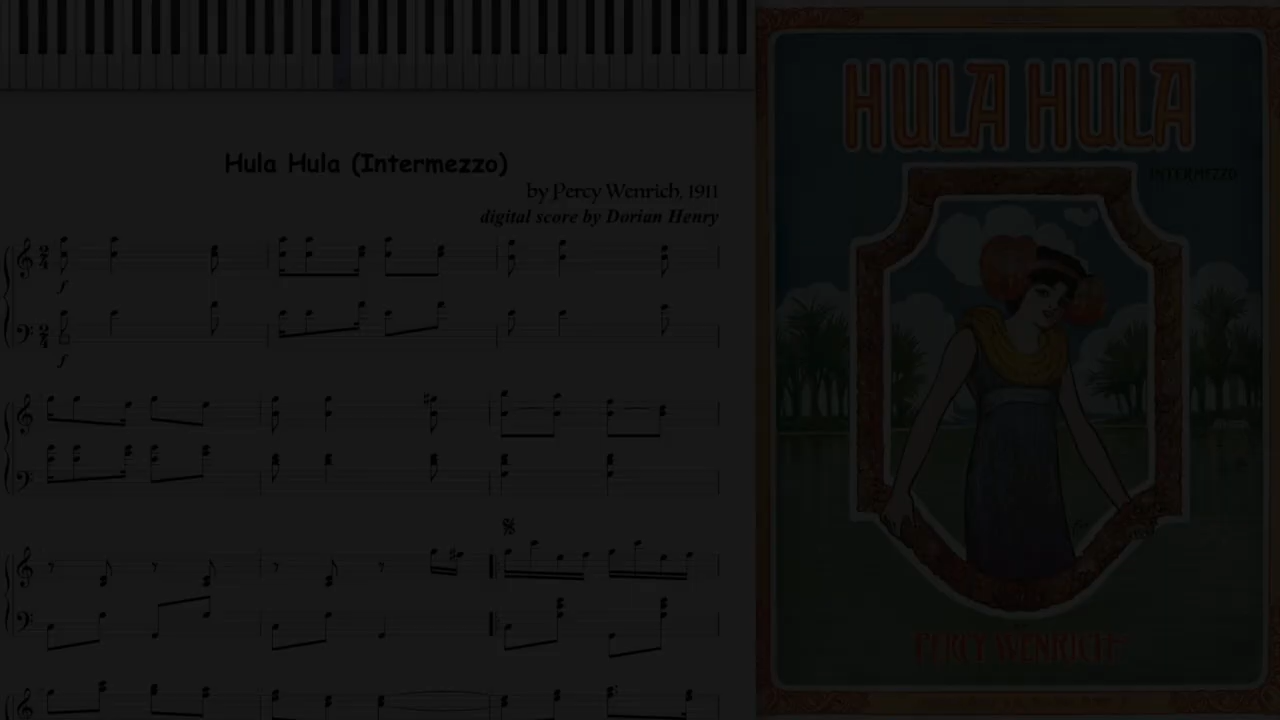 Hula Hula (Intermezzo)
by Percy Wenrich, 1911
digital score by Dorian Henry
HULA HULA
INTERMEZZO
PERCY WENRICH